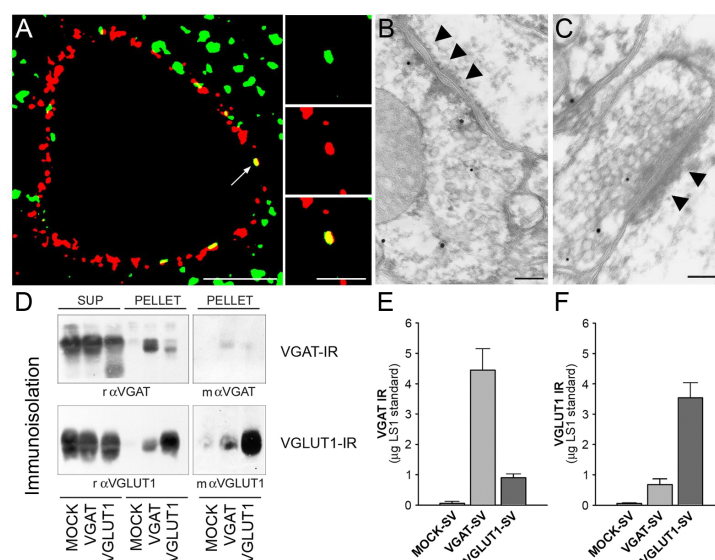 A
B
C
D
SUP
PELLET
PELLET
Immunoisolation
VGAT-IR
r αVGAT
m αVGAT
VGLUT1-IR
r αVGLUT1
mαVGLUT1
MOCK
VGAT
VGLUT1
MOCK
VGAT
VGLUT1
MOCK
VGAT
VGLUT1
E
VGAT IR
(µg LS1 standard)
6
5
4
3
2
1
0
MOCK-SV
VGAT-SV
VGLUT1-SV
F
VGLUT1 IR
(µg LS1 standard)
6
5
4
3
2
1
0
MOCK-SV
VGAT-SV
VGLUT1-SV